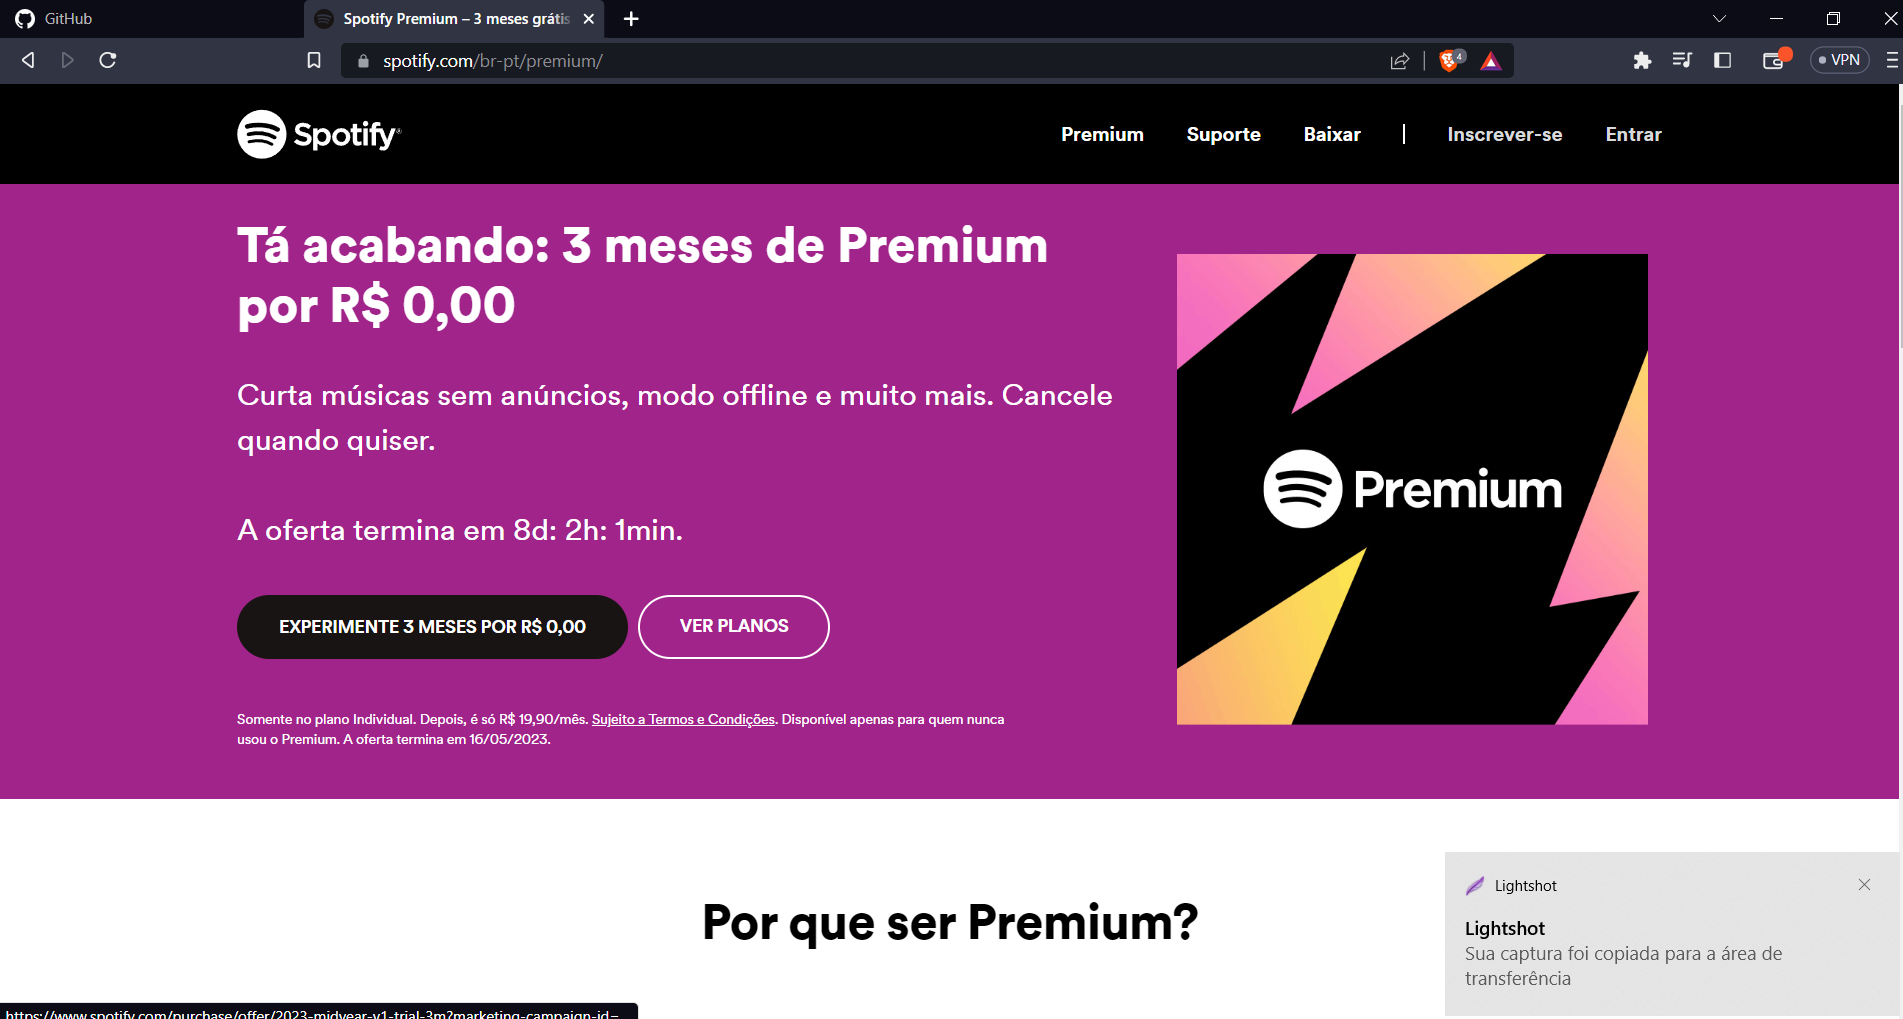 GitHub
Spotify Premium – 3 meses grátis
spotify.com/br-pt/premium/
4
VPN
Spotify
Premium
Suporte
Baixar
Inscrever-se
Entrar
Tá acabando: 3 meses de Premium
por R$ 0,00
Curta músicas sem anúncios, modo offline e muito mais. Cancele
quando quiser.
A oferta termina em 8d: 2h: 1min.
EXPERIMENTE 3 MESES POR R$ 0,00
VER PLANOS
Somente no plano Individual. Depois, é só R$ 19,90/mês. Sujeito a Termos e Condições. Disponível apenas para quem nunca
usou o Premium. A oferta termina em 16/05/2023.
Premium
Por que ser Premium?
Lightshot
Lightshot
Sua captura foi copiada para a área de
transferência
https://www.spotify.com/purchase/offer/2023-midyear-v1-trial-3m?marketing-campaign-id=...